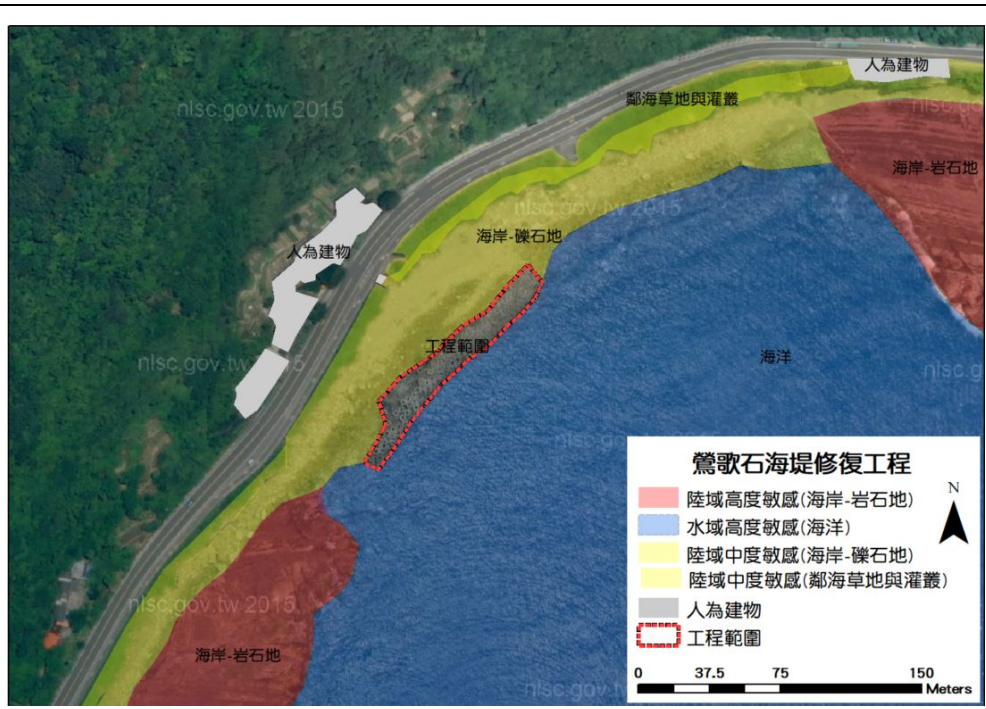 人為建物
鄰海草地與灌叢
nlsc.gov.tw 2015
海岸-岩石地
nlsc.gov.tw 2015
海岸-礫石地
人為建物
工程範圍
nlsc.gov.tw 2015
海洋
nlsc.g
nlsc.go
鶯歌石海堤修復工程
N
陸域高度敏感(海岸-岩石地)
水域高度敏感(海洋)
陸域中度敏感(海岸-礫石地)
陸域中度敏感(鄰海草地與灌叢)
人為建物
工程範圍
nlsc.gov.tw 2015
海岸-岩石地
0 37.5 75 150
Meters
nlsc.gov.t